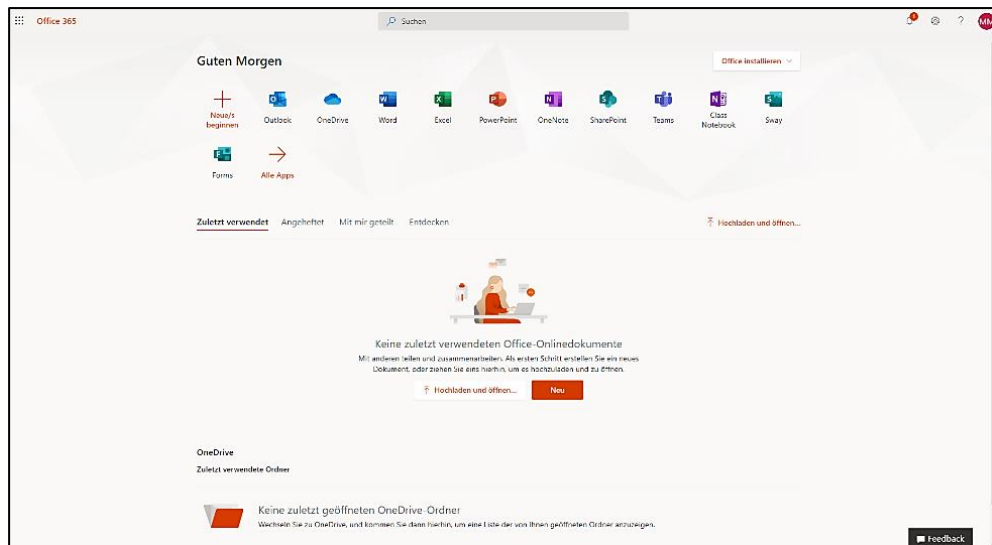 Office 365
Suchen
?
MM
Guten Morgen
Office installieren
Neue/s
beginnen
Outlook
OneDrive
Word
Excel
PowerPoint
OneNote
SharePoint
Teams
Class
Notebook
Sway
Forms
Alle Apps
Zuletzt verwendet
Angeheftet
Mit mir geteilt
Entdecken
Hochladen und öffnen...
Keine zuletzt verwendeten Office-Onlinedokumente
Mit anderen teilen und zusammenarbeiten. Als ersten Schritt erstellen Sie ein neues
Dokument, oder ziehen Sie eins hierhin, um es hochzuladen und zu öffnen.
Hochladen und öffnen...
Neu
OneDrive
Zuletzt verwendete Ordner
Keine zuletzt geöffneten OneDrive-Ordner
Wechseln Sie zu OneDrive, und kommen Sie dann hierhin, um eine Liste der von Ihnen geöffneten Ordner anzuzeigen.
Feedback